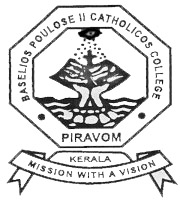 BASELIOS POULOSE II CATHOLICOS COLLEGE
PIRAVOM
KERALA
MISSION WITH A VISION